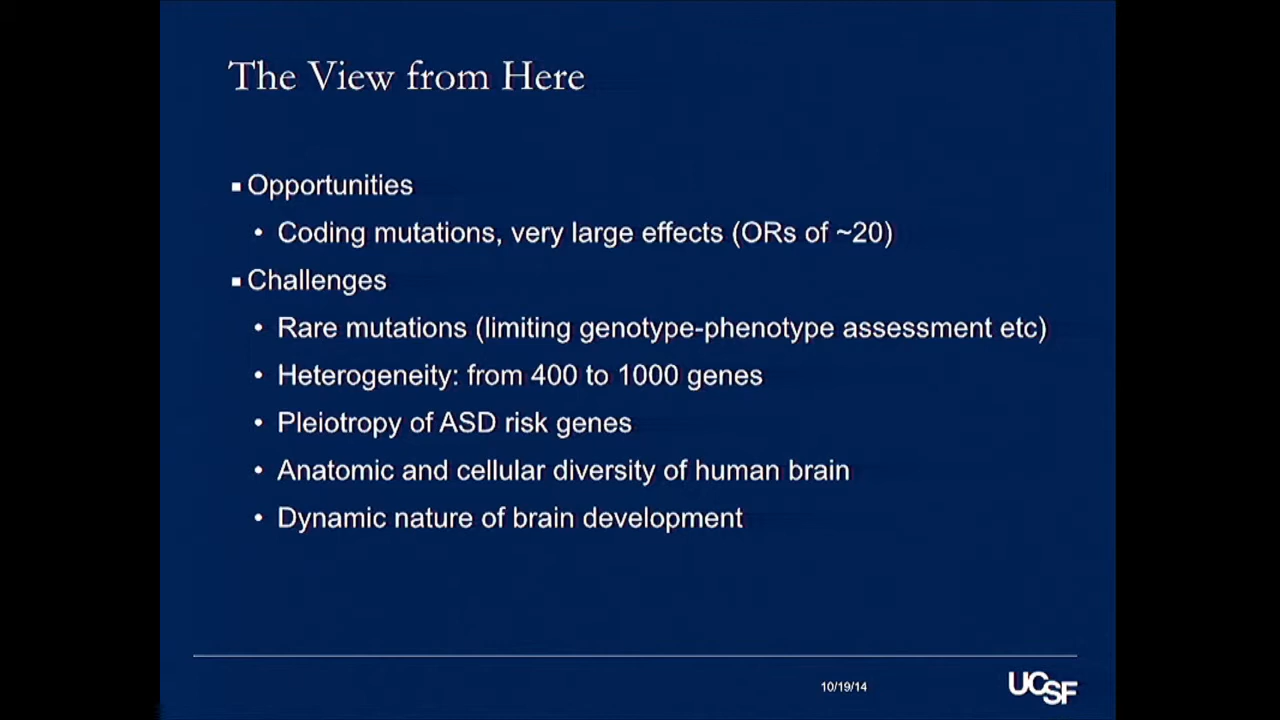 The View from Here
▪ Opportunities
• Coding mutations, very large effects (ORs of ~20)
▪ Challenges
• Rare mutations (limiting genotype-phenotype assessment etc)
• Heterogeneity: from 400 to 1000 genes
• Pleiotropy of ASD risk genes
• Anatomic and cellular diversity of human brain
• Dynamic nature of brain development
10/19/14
UCSF